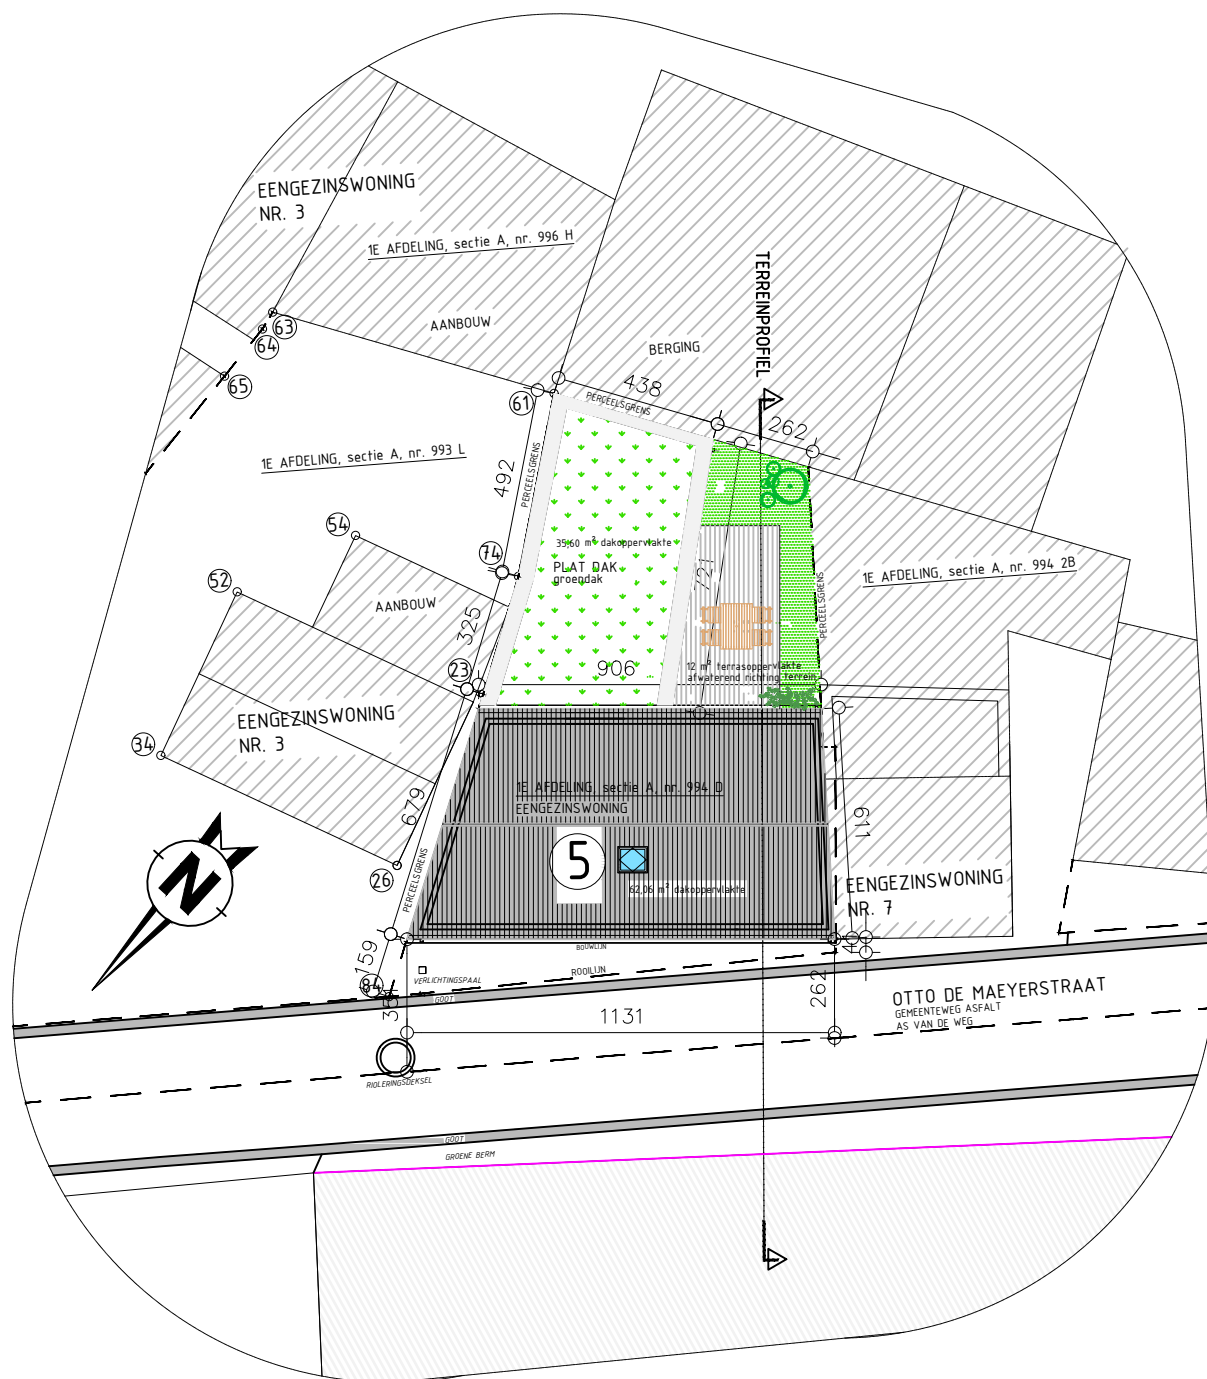 EENGEZINSWONING
NR. 3
1E AFDELING, sectie A, nr. 996 H
TERREINPROFIEL
63
64
AANBOUW
BERGING
65
61
438
PERCEELSGRENS
262
1E AFDELING, sectie A, nr. 993 L
492
PERCEELSGRENS
54
74
35,60 m² dakoppervlakte
PLAT DAK
groendak
721
1E AFDELING, sectie A, nr. 994 2B
52
AANBOUW
325
PERCEELSGRENS
23
906
12 m² terrasoppervlakte
afwaterend richting terrein
EENGEZINSWONING
NR. 3
34
1E AFDELING, sectie A, nr. 994 D
EENGEZINSWONING
679
611
5
N
26
PERCEELSGRENS
62,06 m² dakoppervlakte
EENGEZINSWONING
NR. 7
159
BOUWLIJN
ROOILIJN
VERLICHTINGSPAAL
84
GOOT
262
OTTO DE MAEYERSTRAAT
GEMEENTEWEG ASFALT
AS VAN DE WEG
1131
RIOLERINGSDEKSEL
GOOT
GROENE BERM